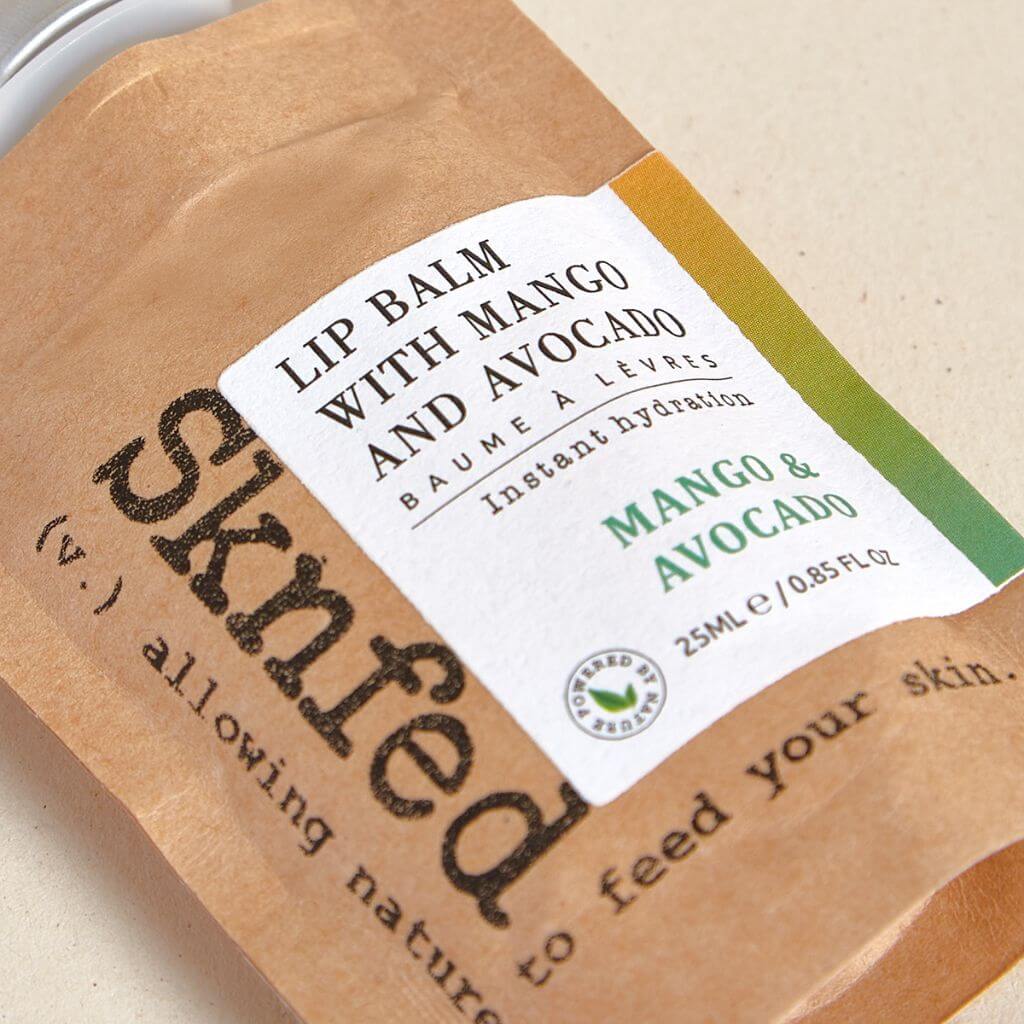 LIP BALM
WITH MANGO
AND AVOCADO
BAUME À LÈVRES
Instant hydration
MANGO &
AVOCADO
25ML ℮ / 0.85 FL OZ
POWERED BY NATURE
Sknfed
allowing nature
to feed your skin.